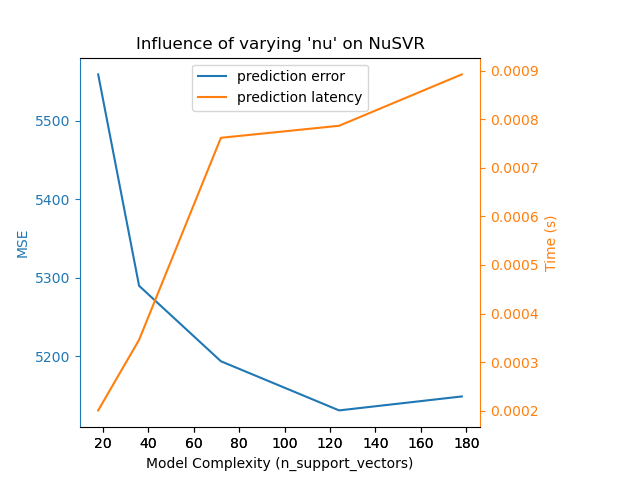 Influence of varying 'nu' on NuSVR
prediction error
prediction latency
MSE
5500
5400
5300
5200
0.0009
0.0008
0.0007
0.0006
0.0005
0.0004
0.0003
0.0002
Time (s)
20 40 60 80 100 120 140 160 180
Model Complexity (n_support_vectors)